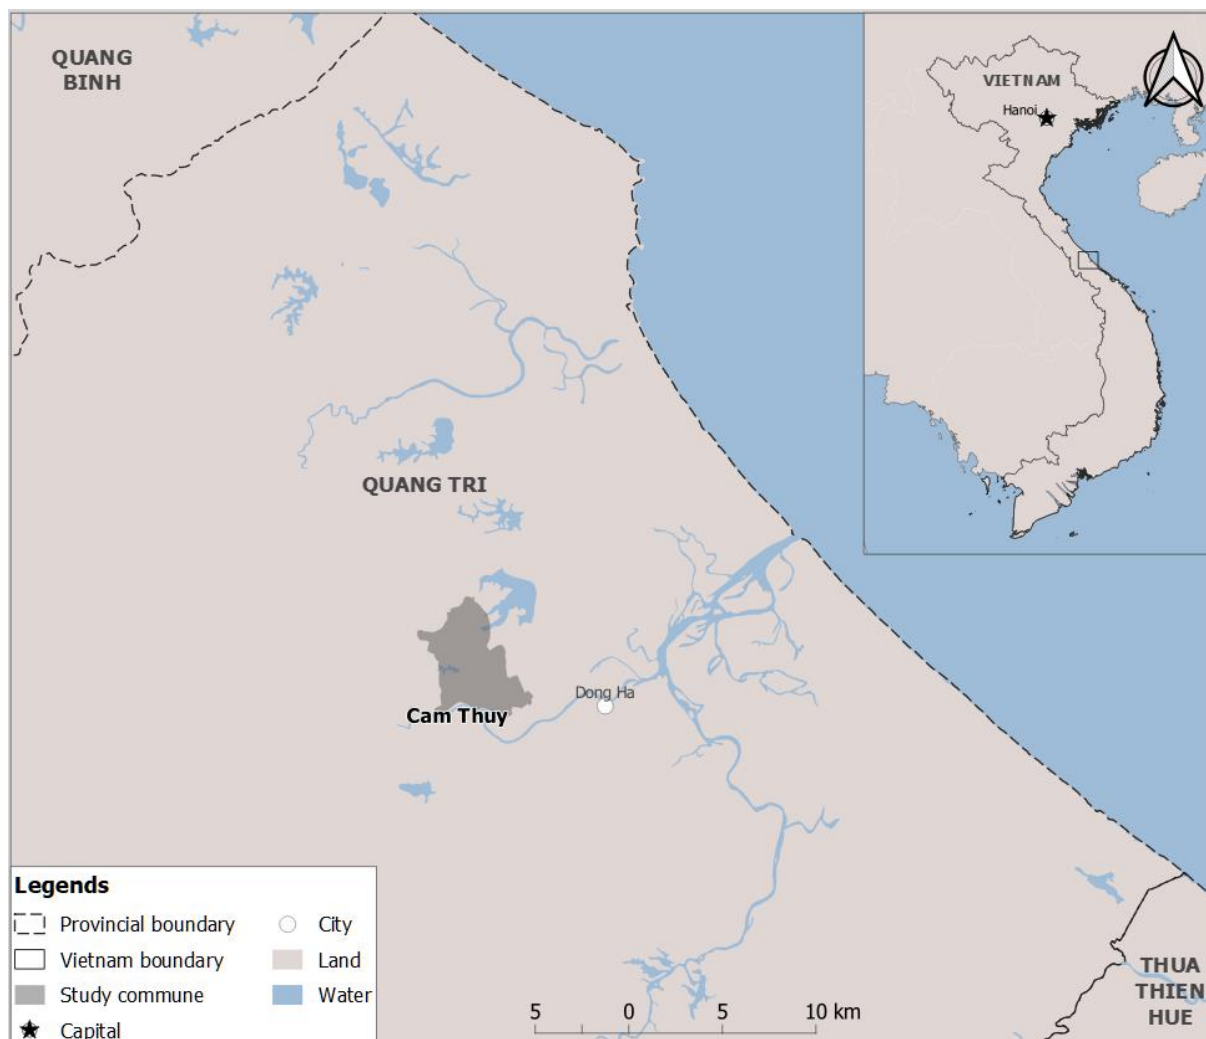 QUANG
BINH
VIETNAM
Hanoi
QUANG TRI
Dong Ha
Cam Thuy
Legends
Provincial boundary
City
Vietnam boundary
Land
Study commune
Water
Capital
5 0 5 10 km
THUA
THIEN
HUE